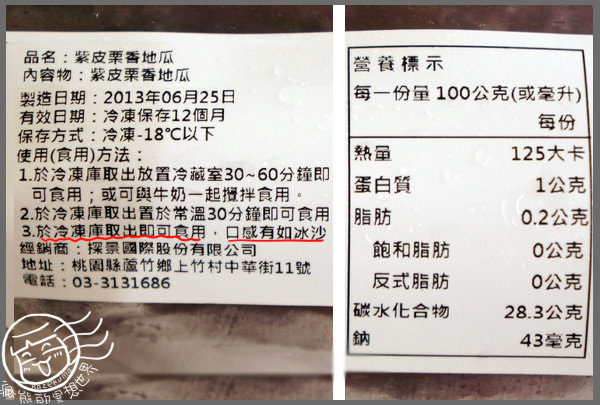 品名：紫皮栗香地瓜
內容物：紫皮栗香地瓜
製造日期：2013年06月25日
有效日期：冷凍保存12個月
保存方式：冷凍-18℃以下
使用(食用)方法：
1.於冷凍庫取出放置冷藏室30~60分鐘即
可食用；或可與牛奶一起攪拌食用。
2.於冷凍庫取出置於常溫30分鐘即可食用
3.於冷凍庫取出即可食用，口感有如冰沙
經銷商：探景國際股份有限公司
地址：桃園縣蘆竹鄉上竹村中華街11號
電話：03-3131686
營養標示
每一份量 100公克(或毫升)
每份
熱量 125大卡
蛋白質 1公克
脂肪 0.2公克
飽和脂肪 0公克
反式脂肪 0公克
碳水化合物 28.3公克
鈉 43毫克
瘋熊的異想世界